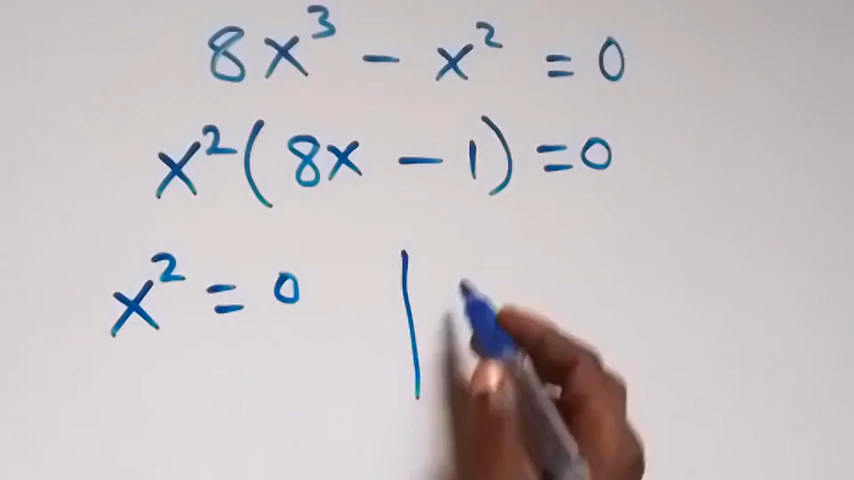 8x³ - x² = 0
x²(8x - 1) = 0
x² = 0 |